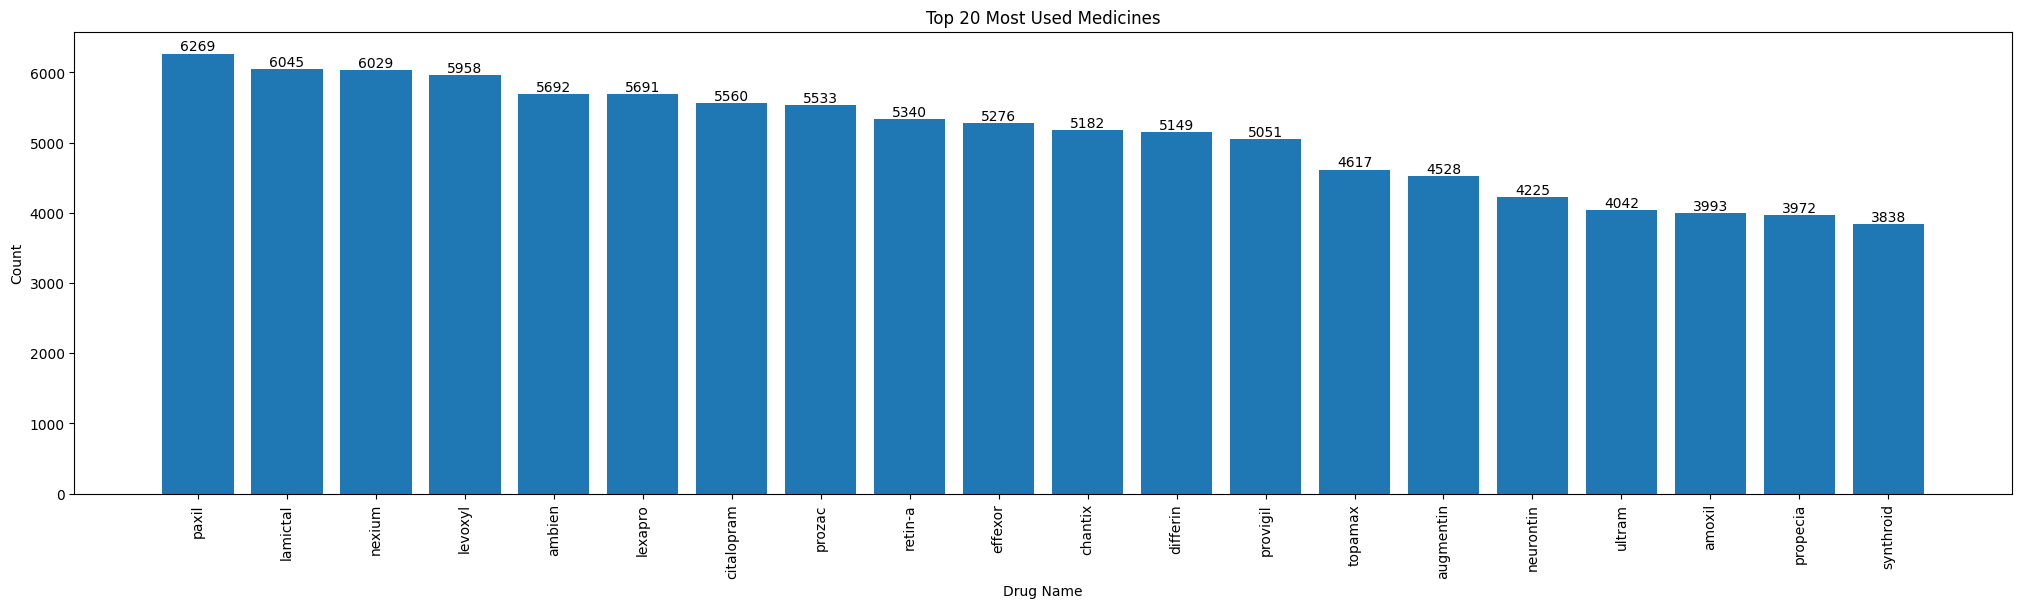 Top 20 Most Used Medicines
Count
6000
5000
4000
3000
2000
1000
0
6269
6045
6029
5958
5692
5691
5560
5533
5340
5276
5182
5149
5051
4617
4528
4225
4042
3993
3972
3838
paxil
lamictal
nexium
levoxyl
ambien
lexapro
citalopram
prozac
retin-a
effexor
chantix
differin
provigil
topamax
augmentin
neurontin
ultram
amoxil
propecia
synthroid
Drug Name